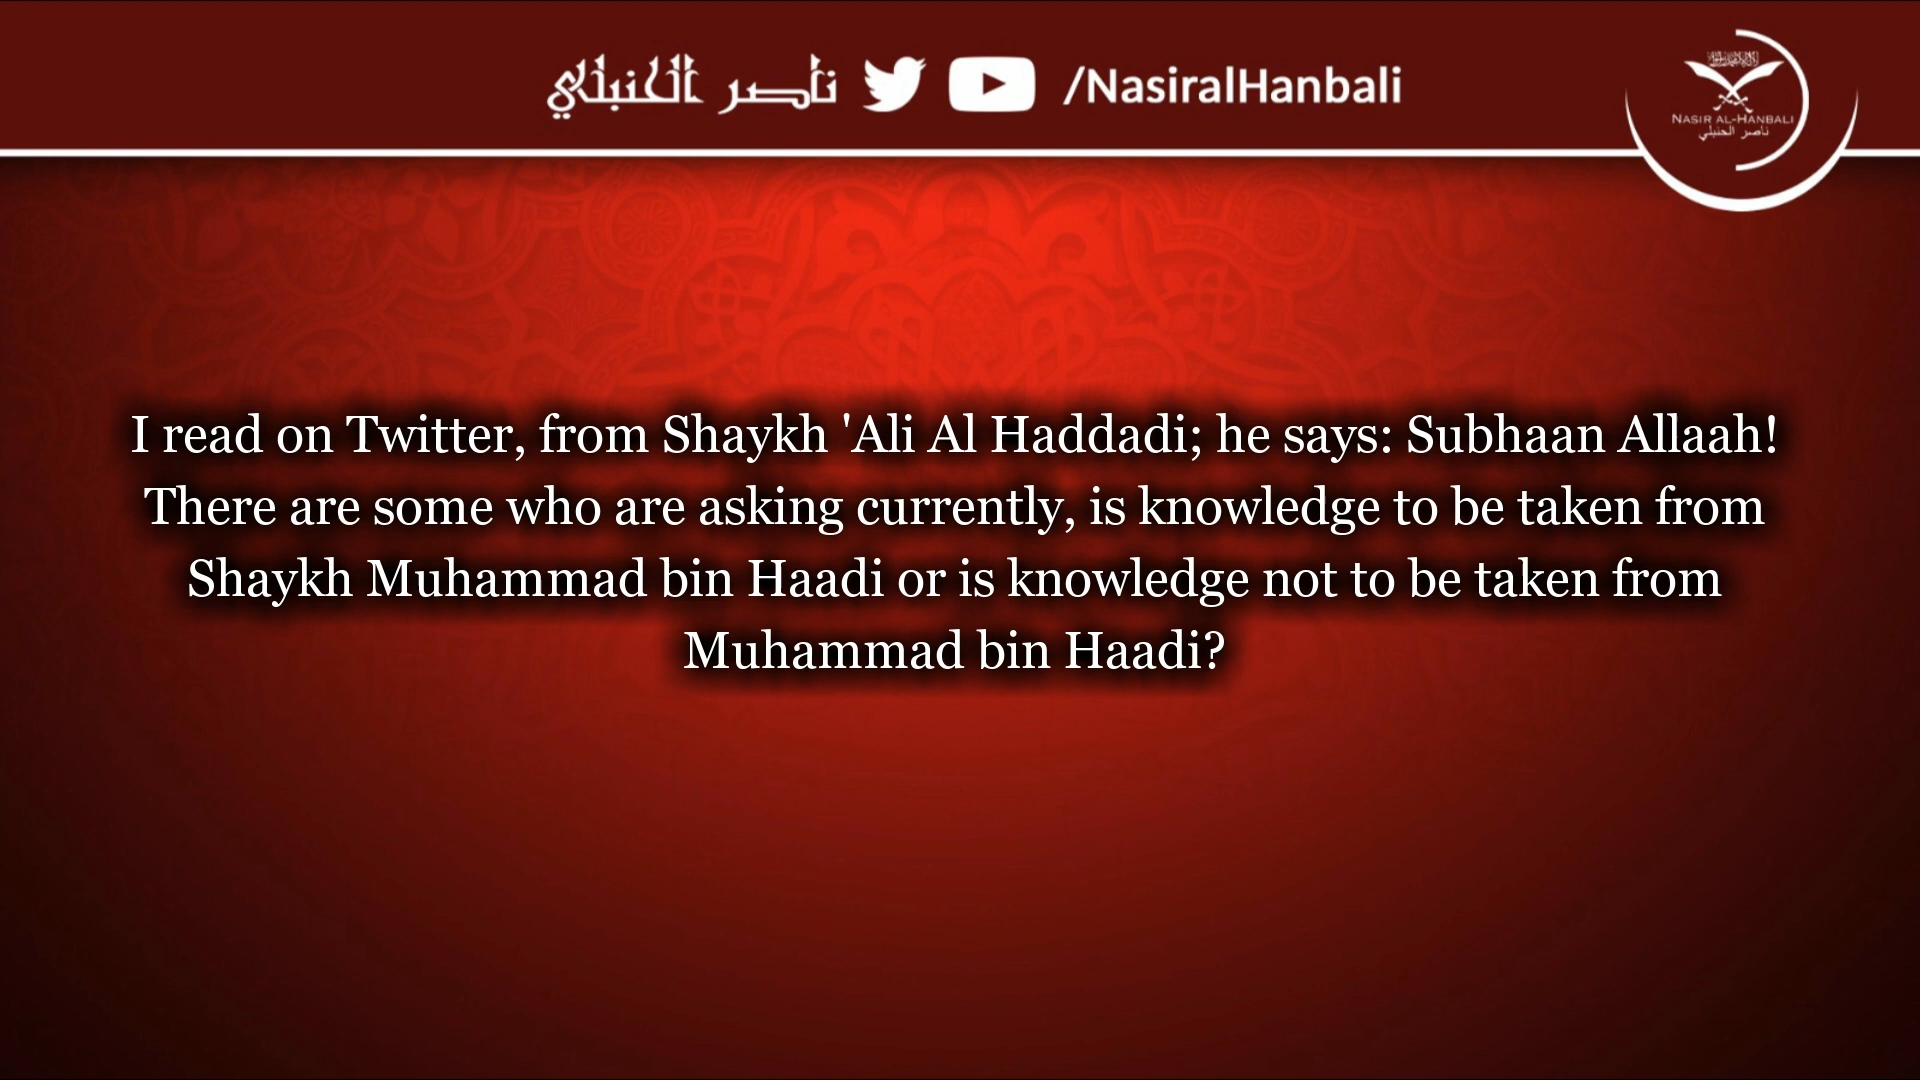 ناصر الحنبلي /NasiralHanbali
NASIR AL-HANBALI
ناصر الحنبلي
I read on Twitter, from Shaykh 'Ali Al Haddadi; he says: Subhaan Allaah!
There are some who are asking currently, is knowledge to be taken from
Shaykh Muhammad bin Haadi or is knowledge not to be taken from
Muhammad bin Haadi?